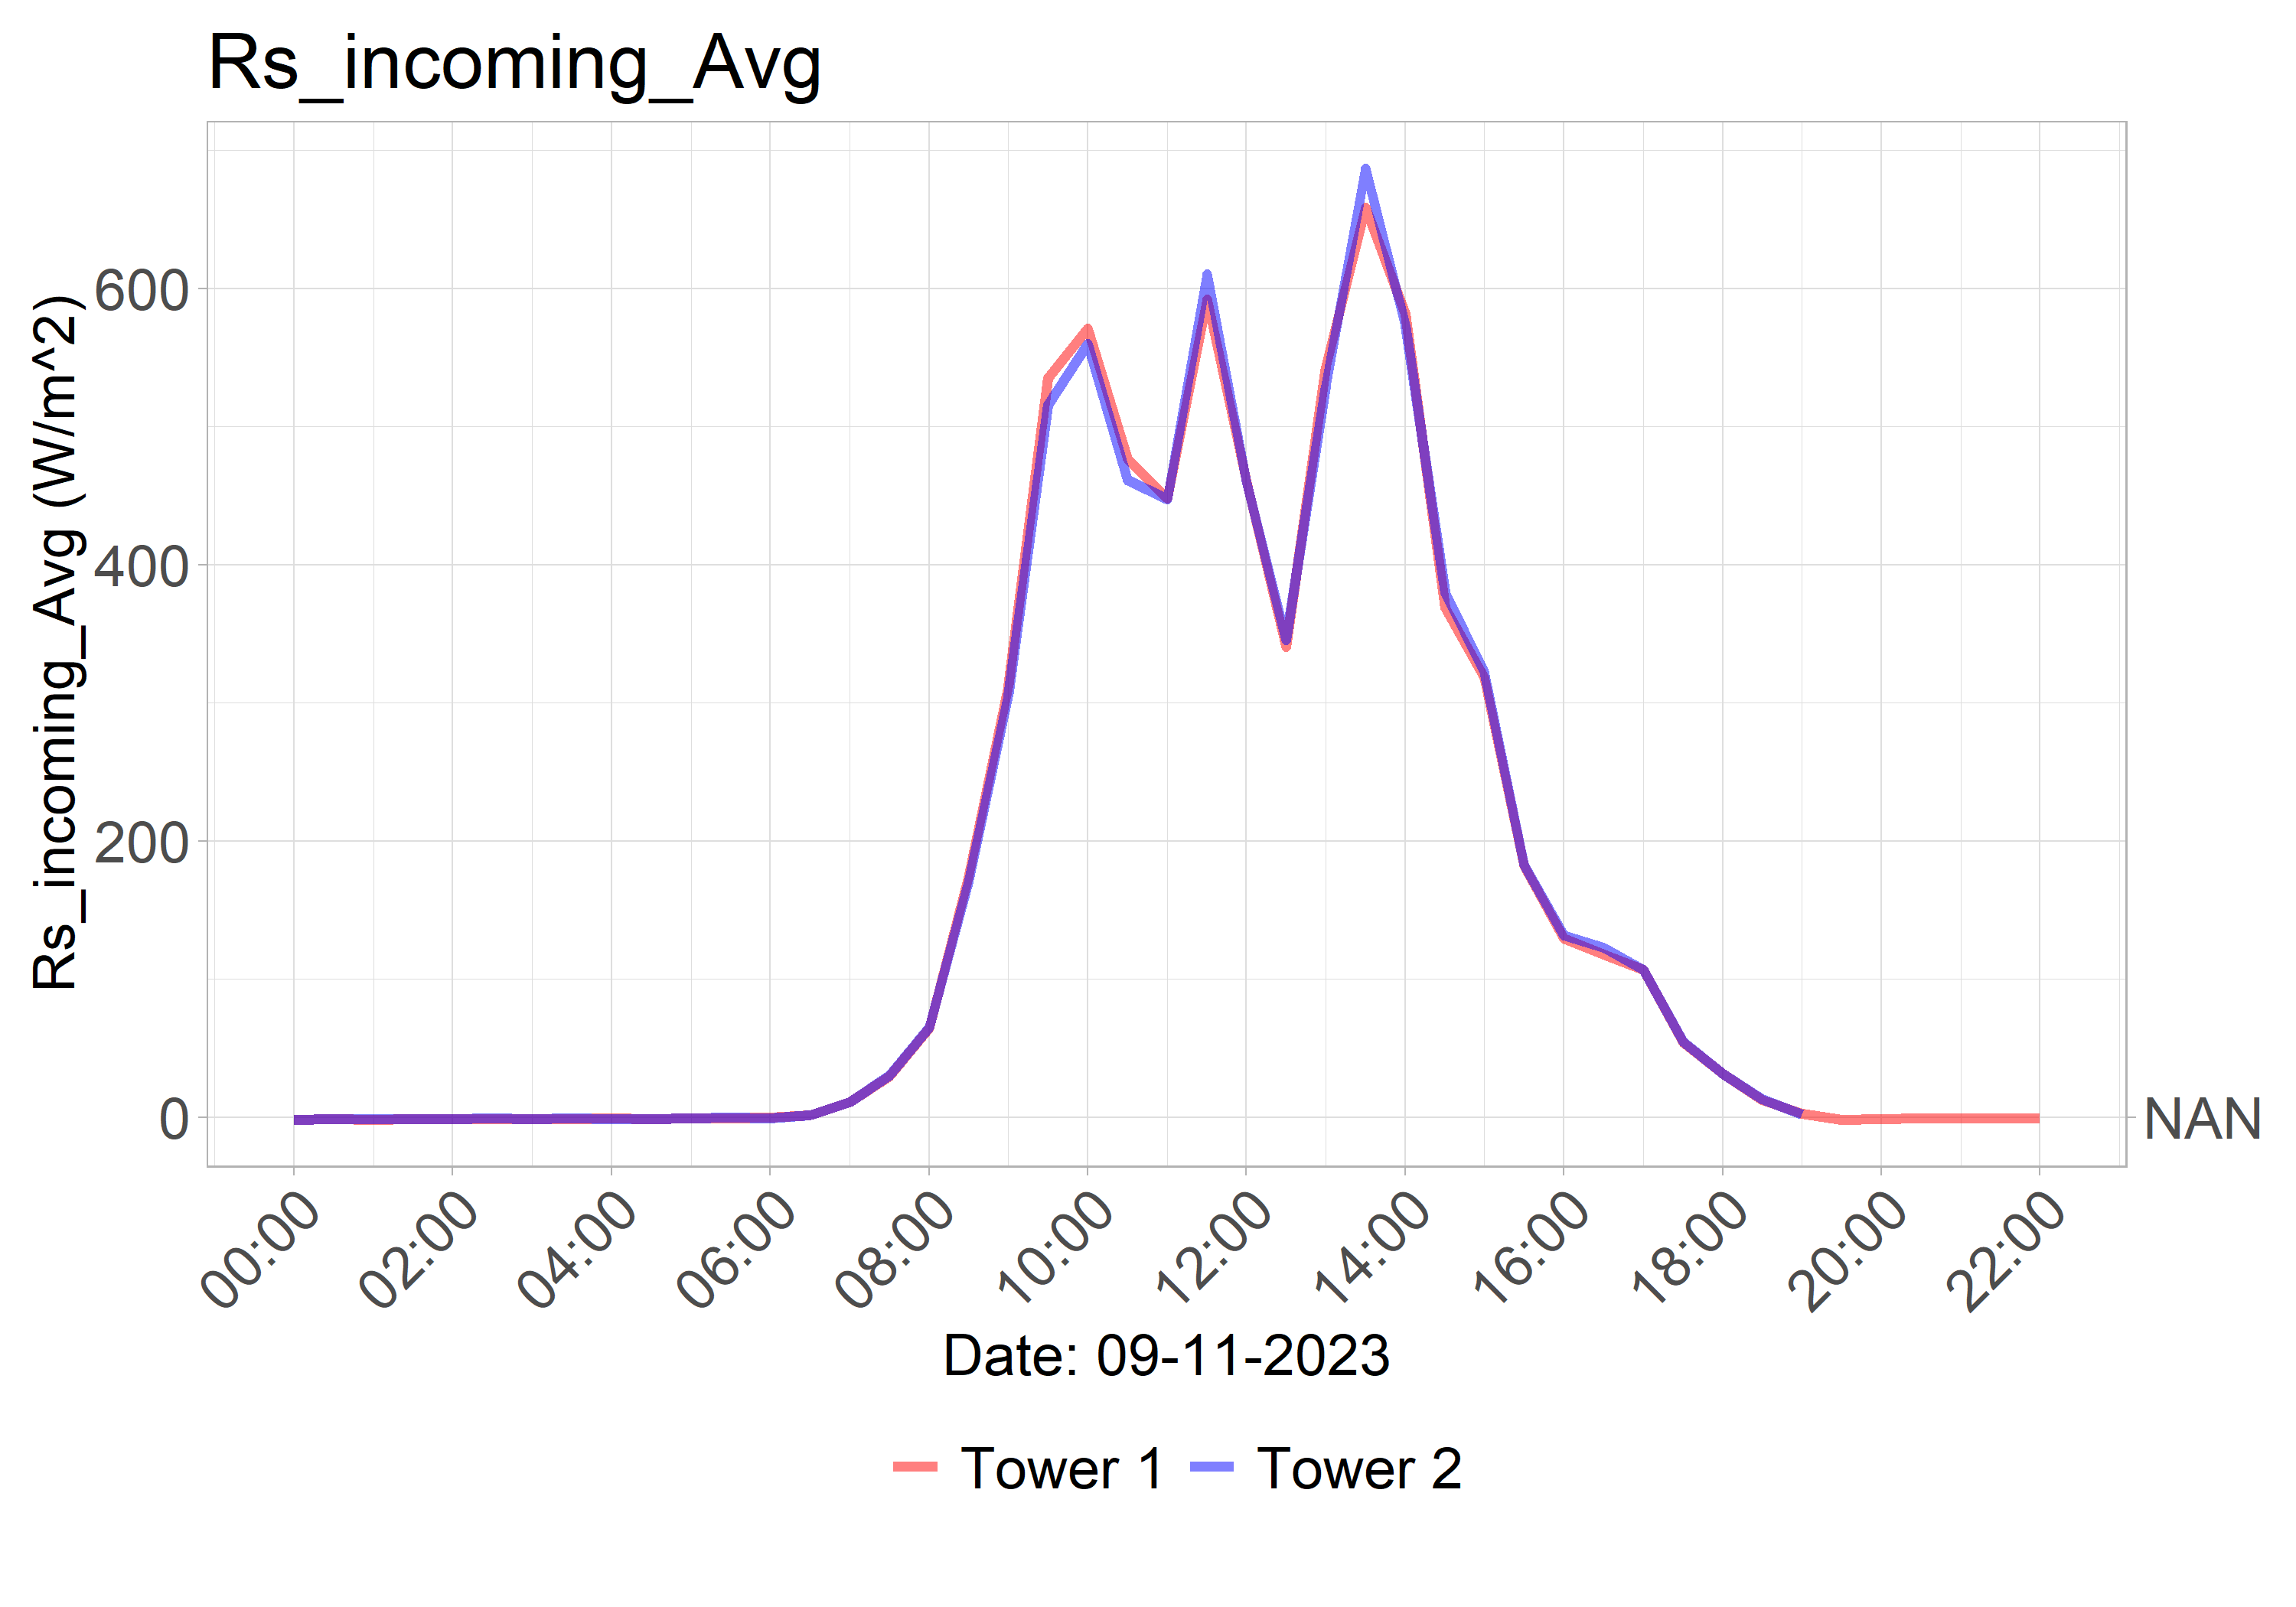 Rs_incoming_Avg
Rs_incoming_Avg (W/m^2)
600
400
200
0
NAN
00:00 02:00 04:00 06:00 08:00 10:00 12:00 14:00 16:00 18:00 20:00 22:00
Date: 09-11-2023
Tower 1 Tower 2